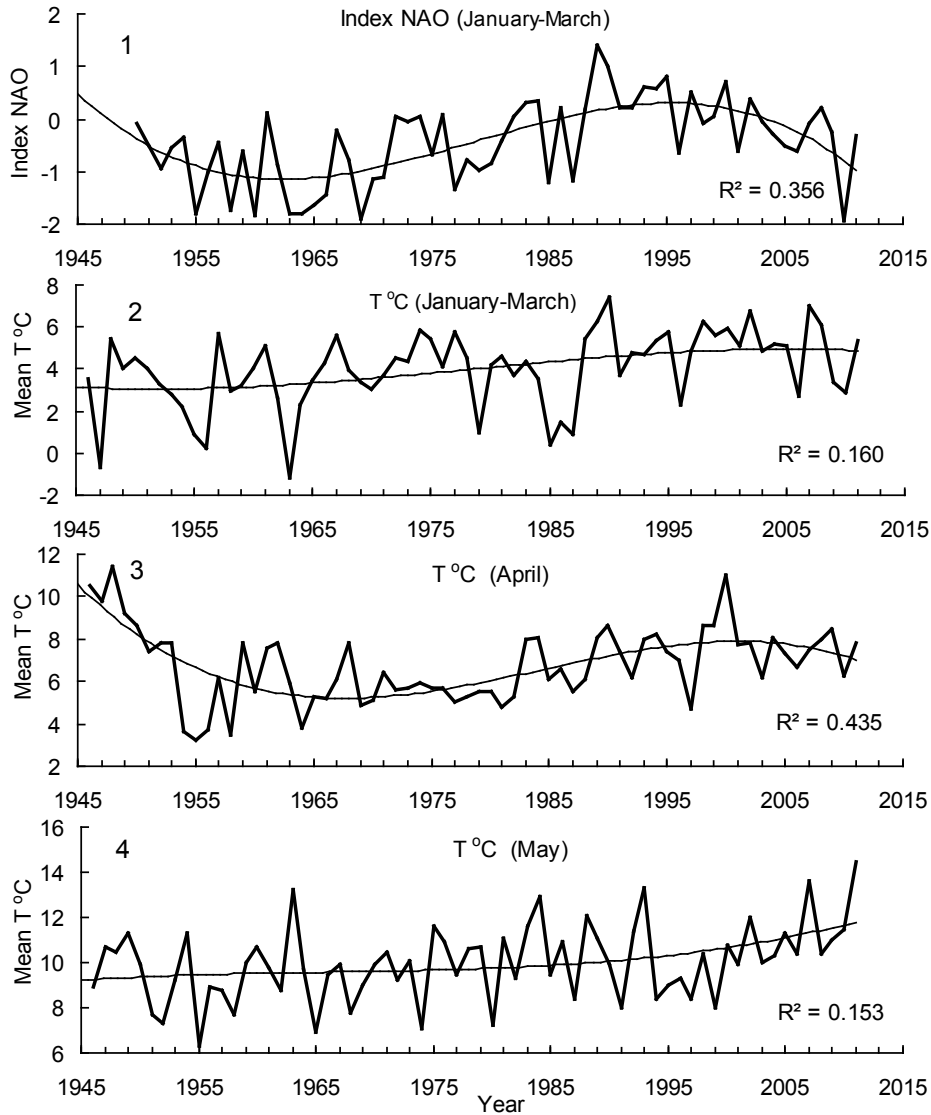 Index NAO (January-March)
1
Index NAO
2
1
0
-1
-2
R² = 0.356
1945 1955 1965 1975 1985 1995 2005 2015
T °C (January-March)
2
Mean T °C
8
6
4
2
0
-2
R² = 0.160
1945 1955 1965 1975 1985 1995 2005 2015
T °C (April)
3
Mean T °C
12
10
8
6
4
2
R² = 0.435
1945 1955 1965 1975 1985 1995 2005 2015
T °C (May)
4
Mean T °C
16
14
12
10
8
6
R² = 0.153
1945 1955 1965 1975 1985 1995 2005 2015
Year